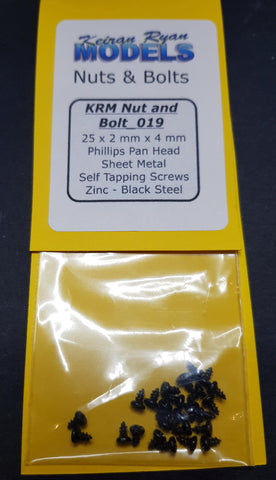 Keiran Ryan
MODELS
Nuts & Bolts
KRM Nut and
Bolt_019
25 x 2 mm x 4 mm
Phillips Pan Head
Sheet Metal
Self Tapping Screws
Zinc - Black Steel